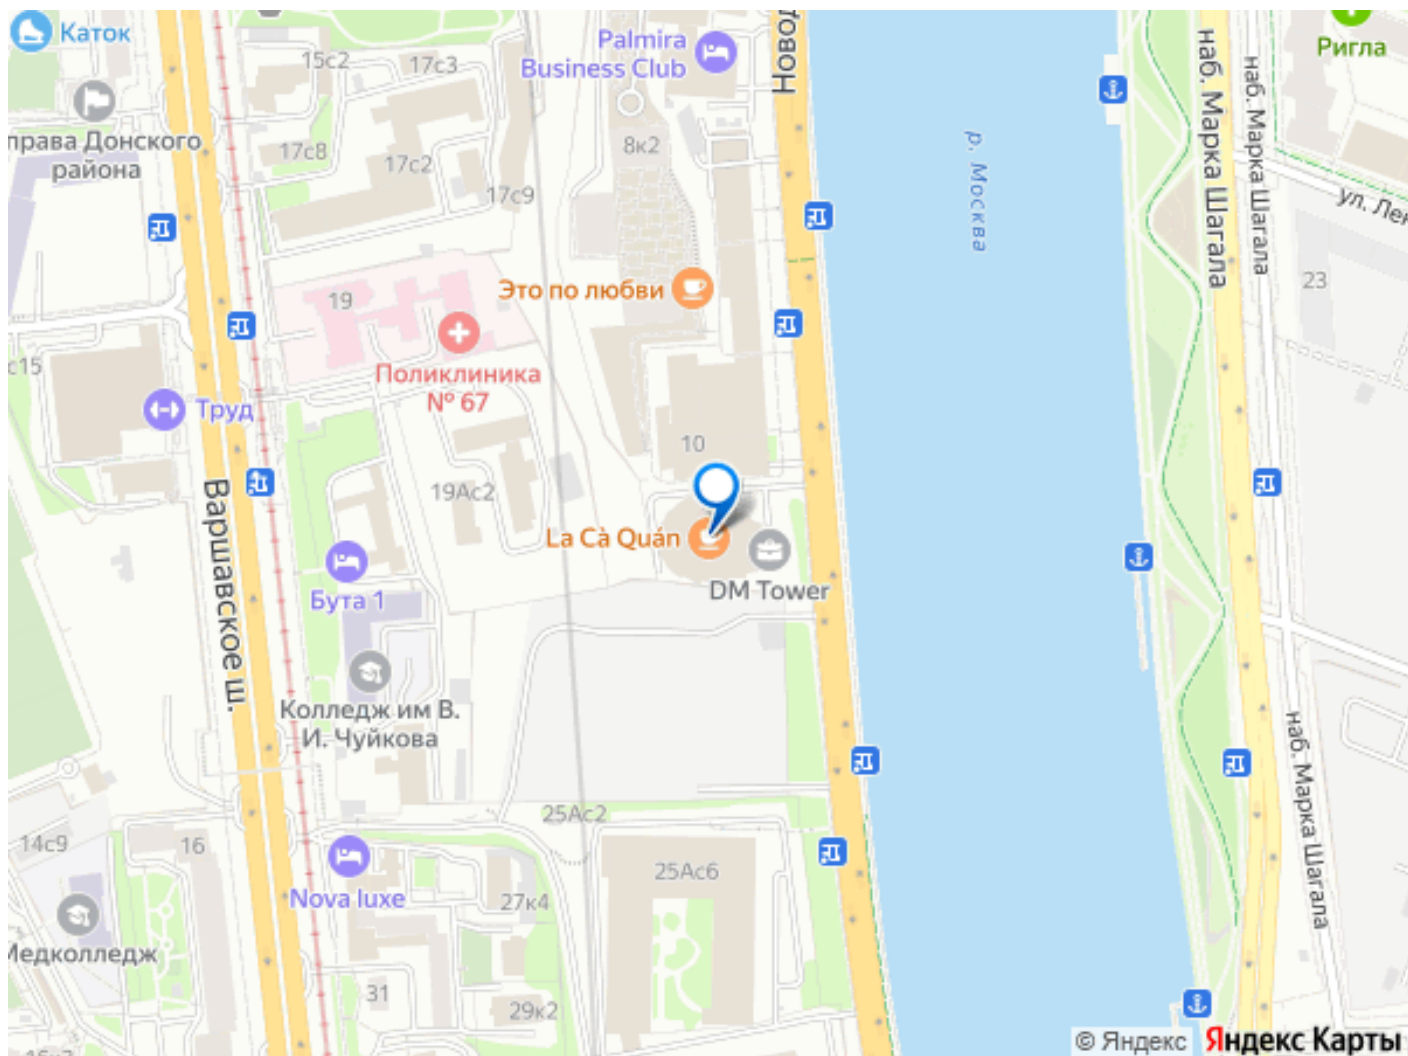 Каток
15с2
17с3
Palmira
Business Club
Новод
наб. Марка Шагала
наб. Марка Шагала
Ригла
права Донского
района
17с8
17с2
17с9
8к2
р. Москва
ул. Лен
19
Это по любви
23
с15
Поликлиника
№ 67
Труд
10
19Ас2
Варшавское ш.
La Cà Quán
DM Tower
Бута 1
Колледж им В.
И. Чуйкова
наб. Марка Шагала
25Ас2
14с9
16
25Ас6
Nova luxe
27к4
Медколледж
31
29к2
© Яндекс Яндекс Карты